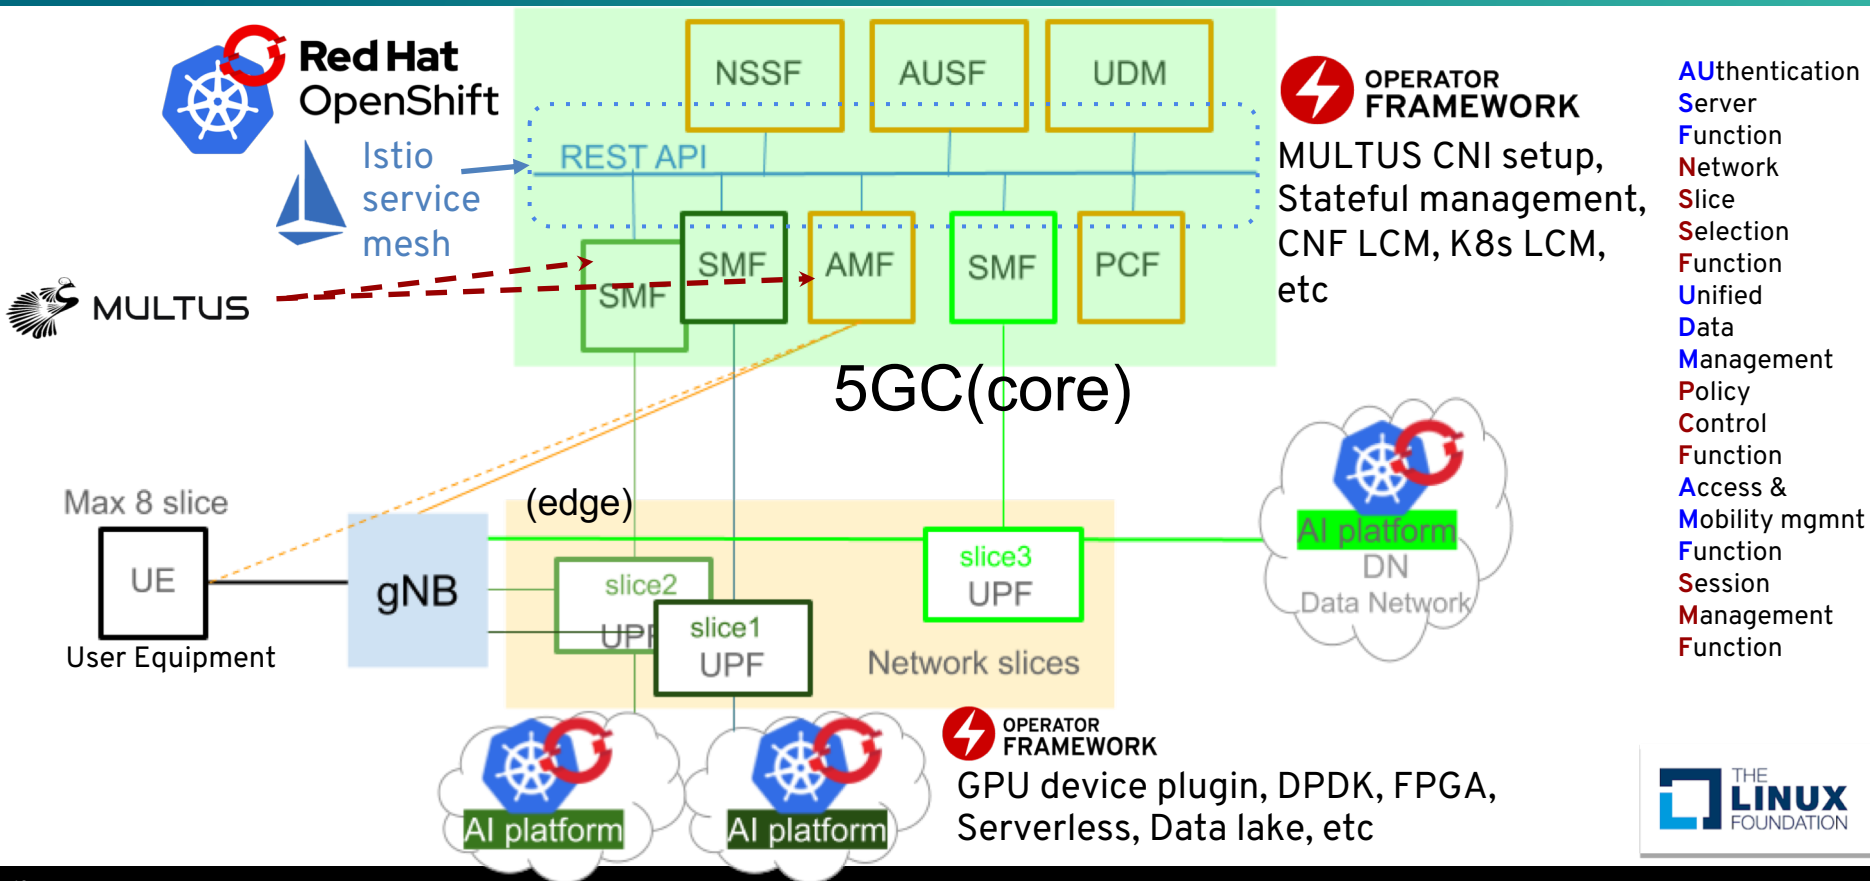 Red Hat
OpenShift
Istio
service
mesh
MULTUS
NSSF
AUSF
UDM
REST API
SMF
SMF
AMF
SMF
PCF
5GC(core)
OPERATOR
FRAMEWORK
MULTUS CNI setup,
Stateful management,
CNF LCM, K8s LCM,
etc
AUthentication
Server
Function
Network
Slice
Selection
Function
Unified
Data
Management
Policy
Control
Function
Access &
Mobility mgmnt
Function
Session
Management
Function
Max 8 slice
UE
User Equipment
gNB
(edge)
slice2
UPF
slice1
UPF
slice3
UPF
Network slices
AI platform
DN
Data Network
AI platform
AI platform
OPERATOR
FRAMEWORK
GPU device plugin, DPDK, FPGA,
Serverless, Data lake, etc
THE
LINUX
FOUNDATION